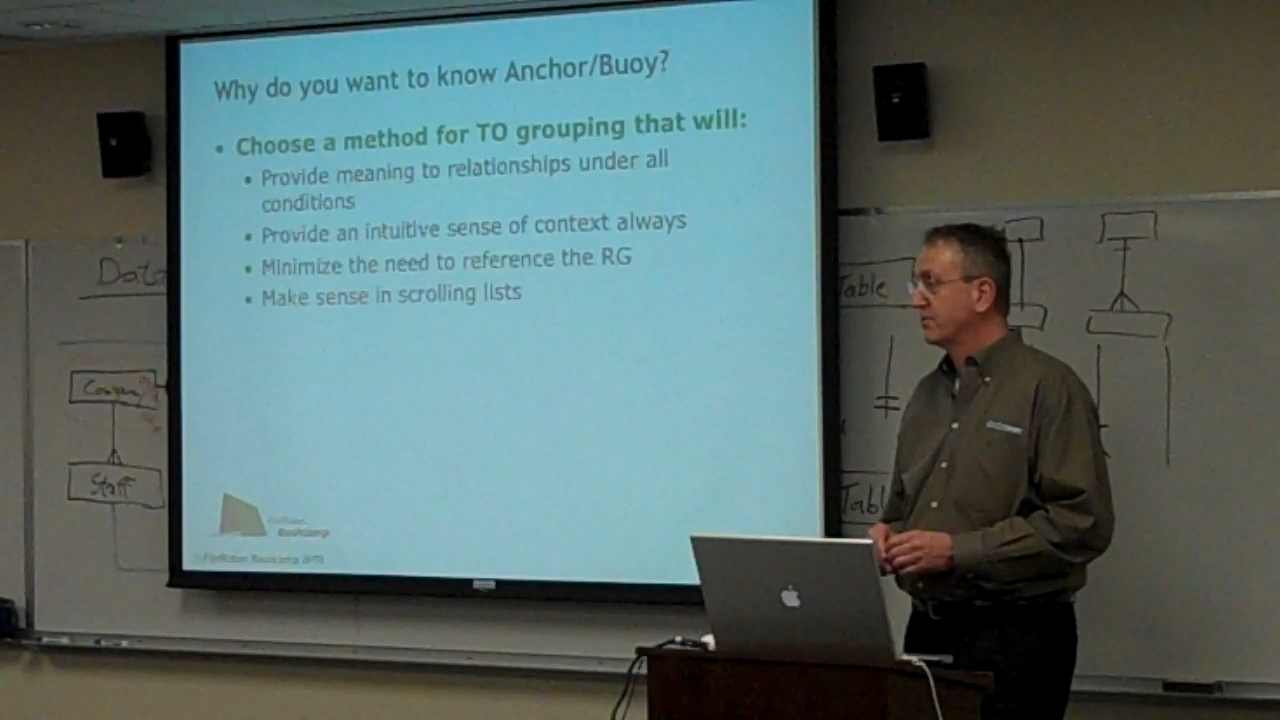 Why do you want to know Anchor/Buoy?
• Choose a method for TO grouping that will:
• Provide meaning to relationships under all
conditions
• Provide an intuitive sense of context always
• Minimize the need to reference the RG
• Make sense in scrolling lists
Bootcamp
Data
Company
Staff
Table
Tabl